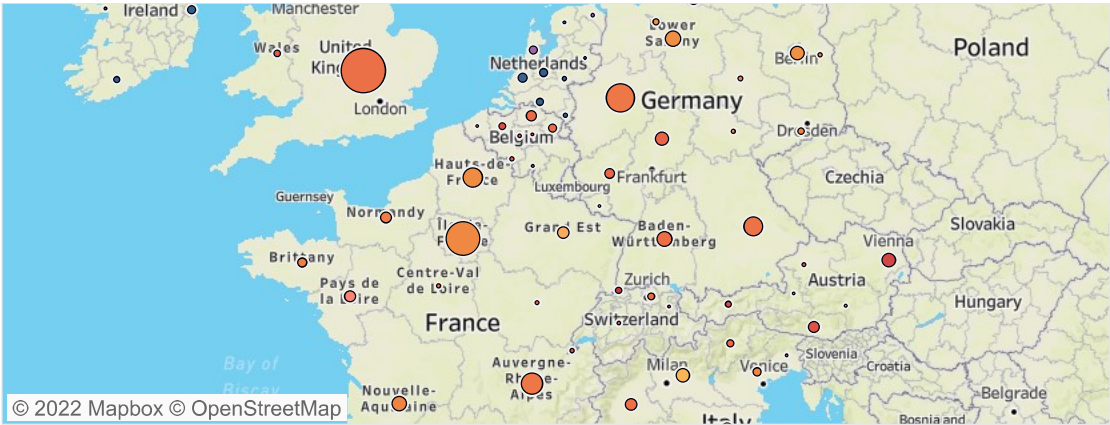 Ireland
Manchester
Wales
United
Kingdom
London
Netherlands
Belgium
Lower
Saxony
Berlin
Poland
Germany
Dresden
Frankfurt
Luxembourg
Czechia
Slovakia
Hauts-de-
France
Guernsey
Normandy
Île-de-
France
Grand Est
Baden-
Württemberg
Brittany
Pays de
la Loire
Centre-Val
de Loire
France
Zurich
Switzerland
Vienna
Austria
Hungary
Bay of
Biscay
Auvergne-
Rhône-
Alpes
Nouvelle-
Aquitaine
Milan
Venice
Slovenia
Croatia
Belgrade
Bosnia and
Italy
© 2022 Mapbox © OpenStreetMap